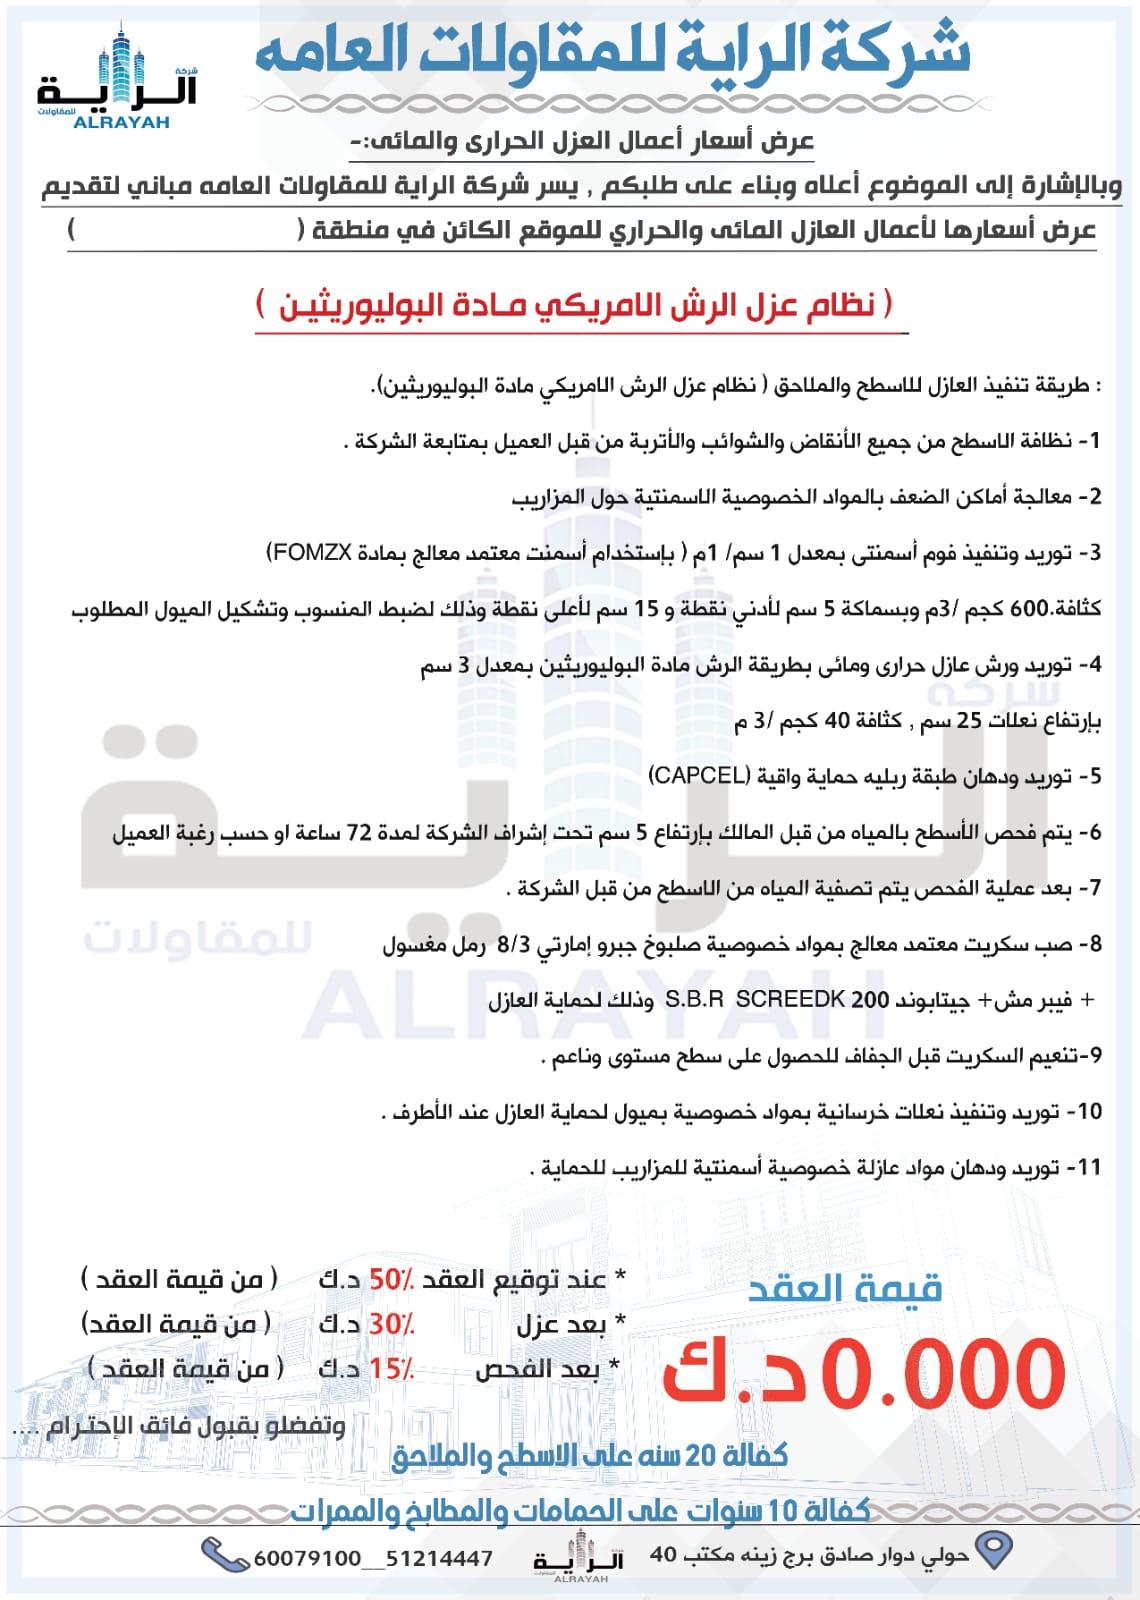 شركة الراية للمقاولات العامه
شركة
الراية
للمقاولات
ALRAYAH
عرض أسعار أعمال العزل الحرارى والمائى:-
وبالإشارة إلى الموضوع أعلاه وبناء على طلبكم , يسر شركة الراية للمقاولات العامه مباني لتقديم
عرض أسعارها لأعمال العازل المائى والحراري للموقع الكائن في منطقة ( )
( نظام عزل الرش الامريكي مادة البوليوريثين )
: طريقة تنفيذ العازل للاسطح والملاحق ( نظام عزل الرش الامريكي مادة البوليوريثين).
1- نظافة الاسطح من جميع الأنقاض والشوائب والأتربة من قبل العميل بمتابعة الشركة .
2- معالجة أماكن الضعف بالمواد الخصوصية الاسمنتية حول المزاريب
3- توريد وتنفيذ فوم أسمنتى بمعدل 1 سم/ 1م ( بإستخدام أسمنت معتمد معالج بمادة FOMZX)
كثافة.600 كجم /3م وبسماكة 5 سم لأدني نقطة و 15 سم لأعلى نقطة وذلك لضبط المنسوب وتشكيل الميول المطلوب
4- توريد ورش عازل حرارى ومائى بطريقة الرش مادة البوليوريثين بمعدل 3 سم
بإرتفاع نعلات 25 سم , كثافة 40 كجم /3 م
5- توريد ودهان طبقة ربليه حماية واقية (CAPCEL)
6- يتم فحص الأسطح بالمياه من قبل المالك بإرتفاع 5 سم تحت إشراف الشركة لمدة 72 ساعة او حسب رغبة العميل
7- بعد عملية الفحص يتم تصفية المياه من الاسطح من قبل الشركة .
8- صب سكريت معتمد معالج بمواد خصوصية صلبوخ جبرو إمارتي 8/3 رمل مغسول
+ فيبر مش+ جيتابوند 200 S.B.R SCREEDK وذلك لحماية العازل
9-تنعيم السكريت قبل الجفاف للحصول على سطح مستوى وناعم .
10- توريد وتنفيذ نعلات خرسانية بمواد خصوصية بميول لحماية العازل عند الأطرف .
11- توريد ودهان مواد عازلة خصوصية أسمنتية للمزاريب للحماية .
شركة
الراية
للمقاولات
ALRAYAH
قيمة العقد
0.000 د.ك
* عند توقيع العقد 50٪ د.ك ( من قيمة العقد )
* بعد عزل 30٪ د.ك ( من قيمة العقد)
* بعد الفحص 15٪ د.ك ( من قيمة العقد )
وتفضلو بقبول فائق الإحترام ....
كفالة 20 سنه على الاسطح والملاحق
كفالة 10 سنوات على الحمامات والمطابخ والممرات
حولي دوار صادق برج زينه مكتب 40
شركة
الراية
للمقاولات
ALRAYAH
60079100__51214447